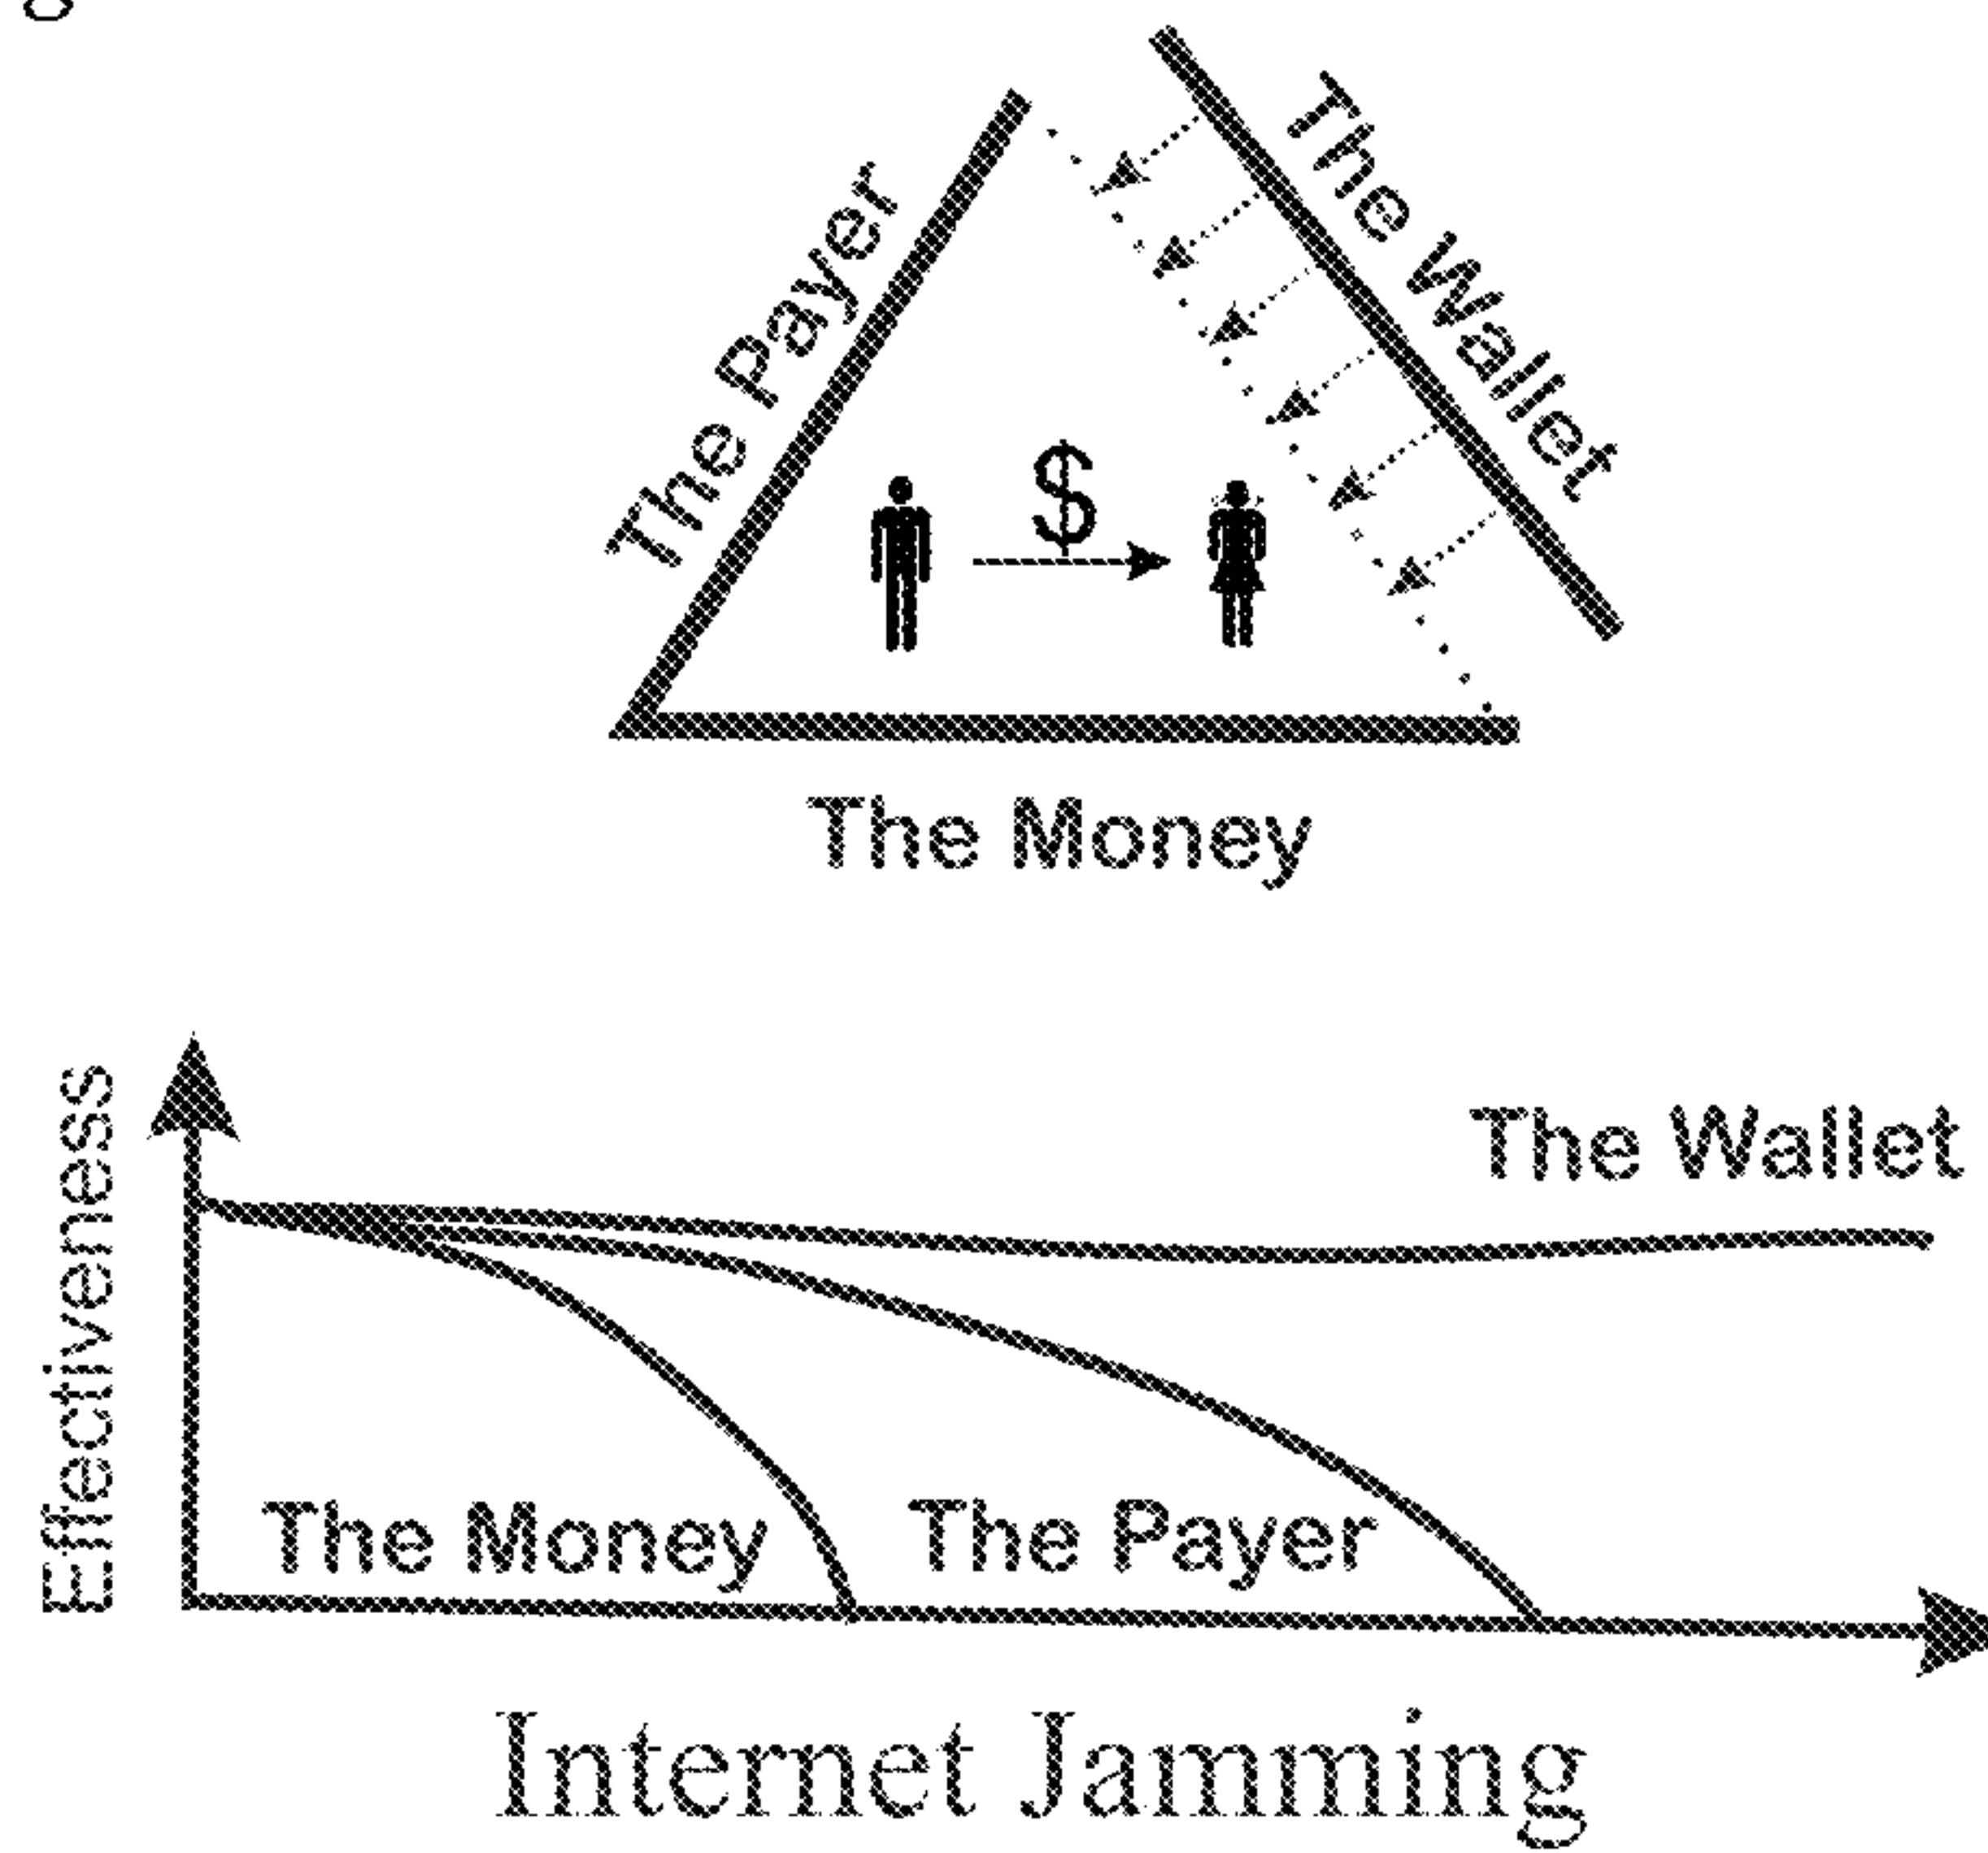 The Payer
The Wallet
$
The Money
Effectiveness
The Wallet
The Money
The Payer
Internet Jamming